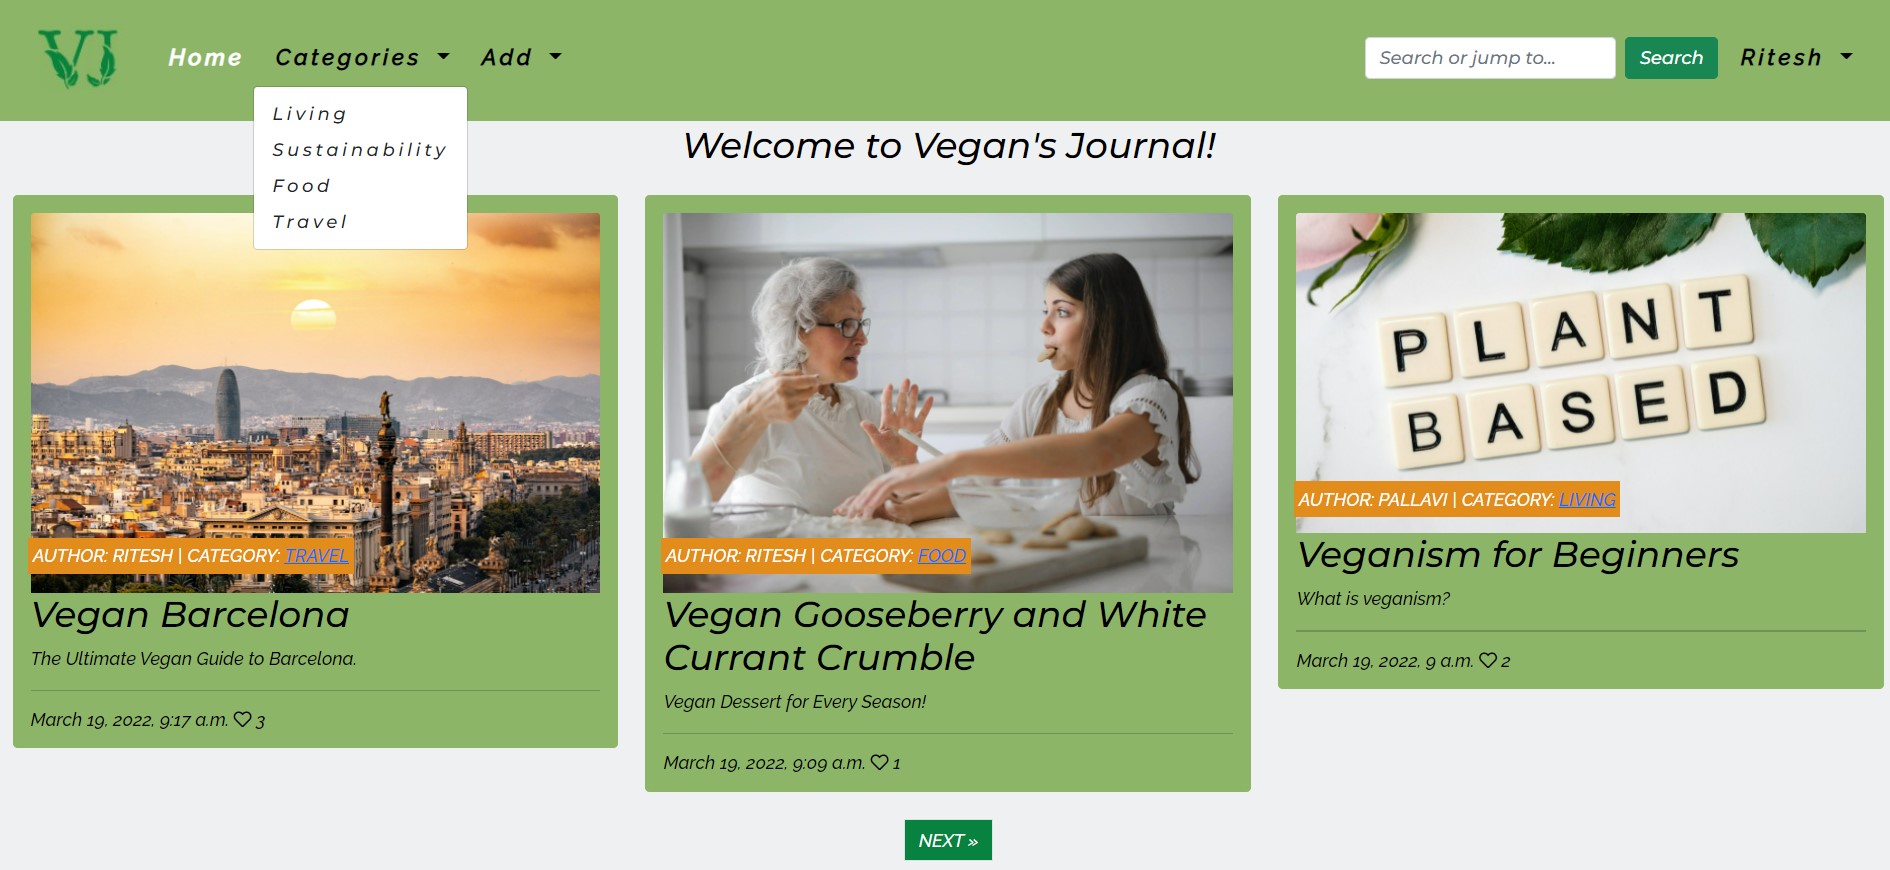 VJ
Home Categories Add
Search or jump to...
Search
Ritesh
Living
Sustainability
Food
Travel
Welcome to Vegan's Journal!
AUTHOR: RITESH | CATEGORY: TRAVEL
Vegan Barcelona
The Ultimate Vegan Guide to Barcelona.
March 19, 2022, 9:17 a.m. 3
AUTHOR: RITESH | CATEGORY: FOOD
Vegan Gooseberry and White
Currant Crumble
Vegan Dessert for Every Season!
March 19, 2022, 9:09 a.m. 1
PLANT
BASED
AUTHOR: PALLAVI | CATEGORY: LIVING
Veganism for Beginners
What is veganism?
March 19, 2022, 9 a.m. 2
NEXT »